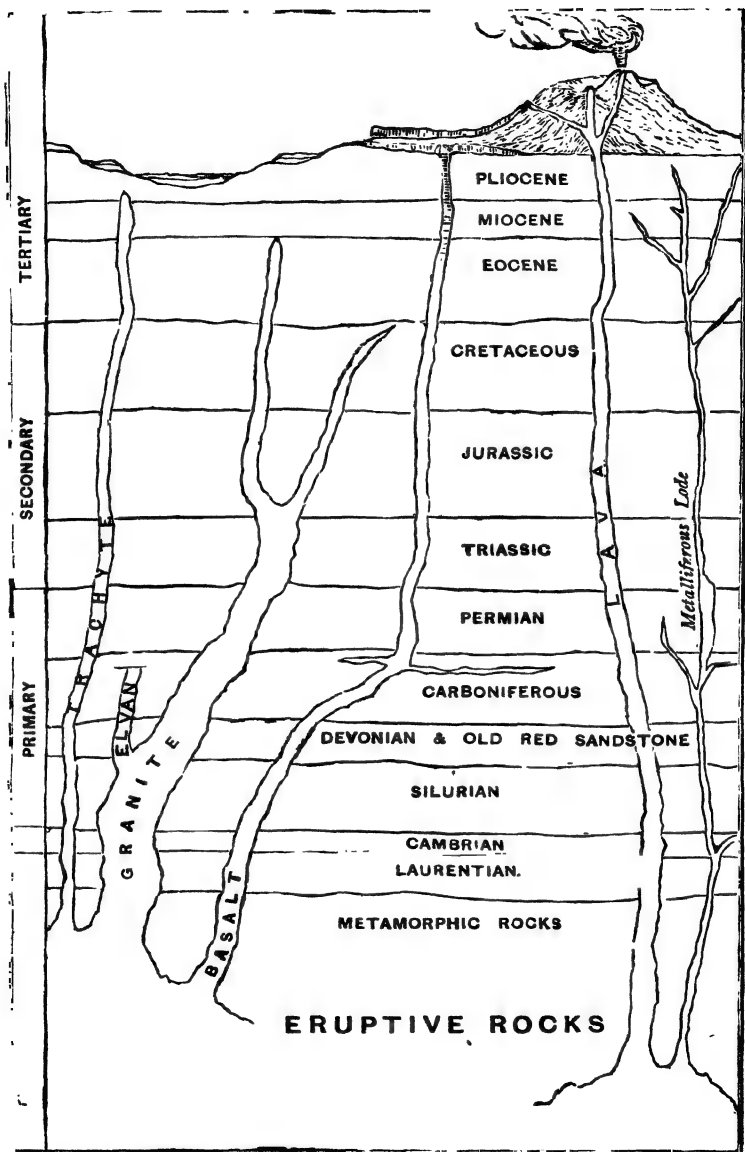 PLIOCENE
MIOCENE
EOCENE
TERTIARY
CRETACEOUS
JURASSIC
TRIASSIC
SECONDARY
PERMIAN
CARBONIFEROUS
DEVONIAN & OLD RED SANDSTONE
SILURIAN
CAMBRIAN
LAURENTIAN.
PRIMARY
METAMORPHIC ROCKS
ERUPTIVE ROCKS
TRACHYTE
ELVAN
GRANITE
BASALT
LAVA
Metalliferous Lode